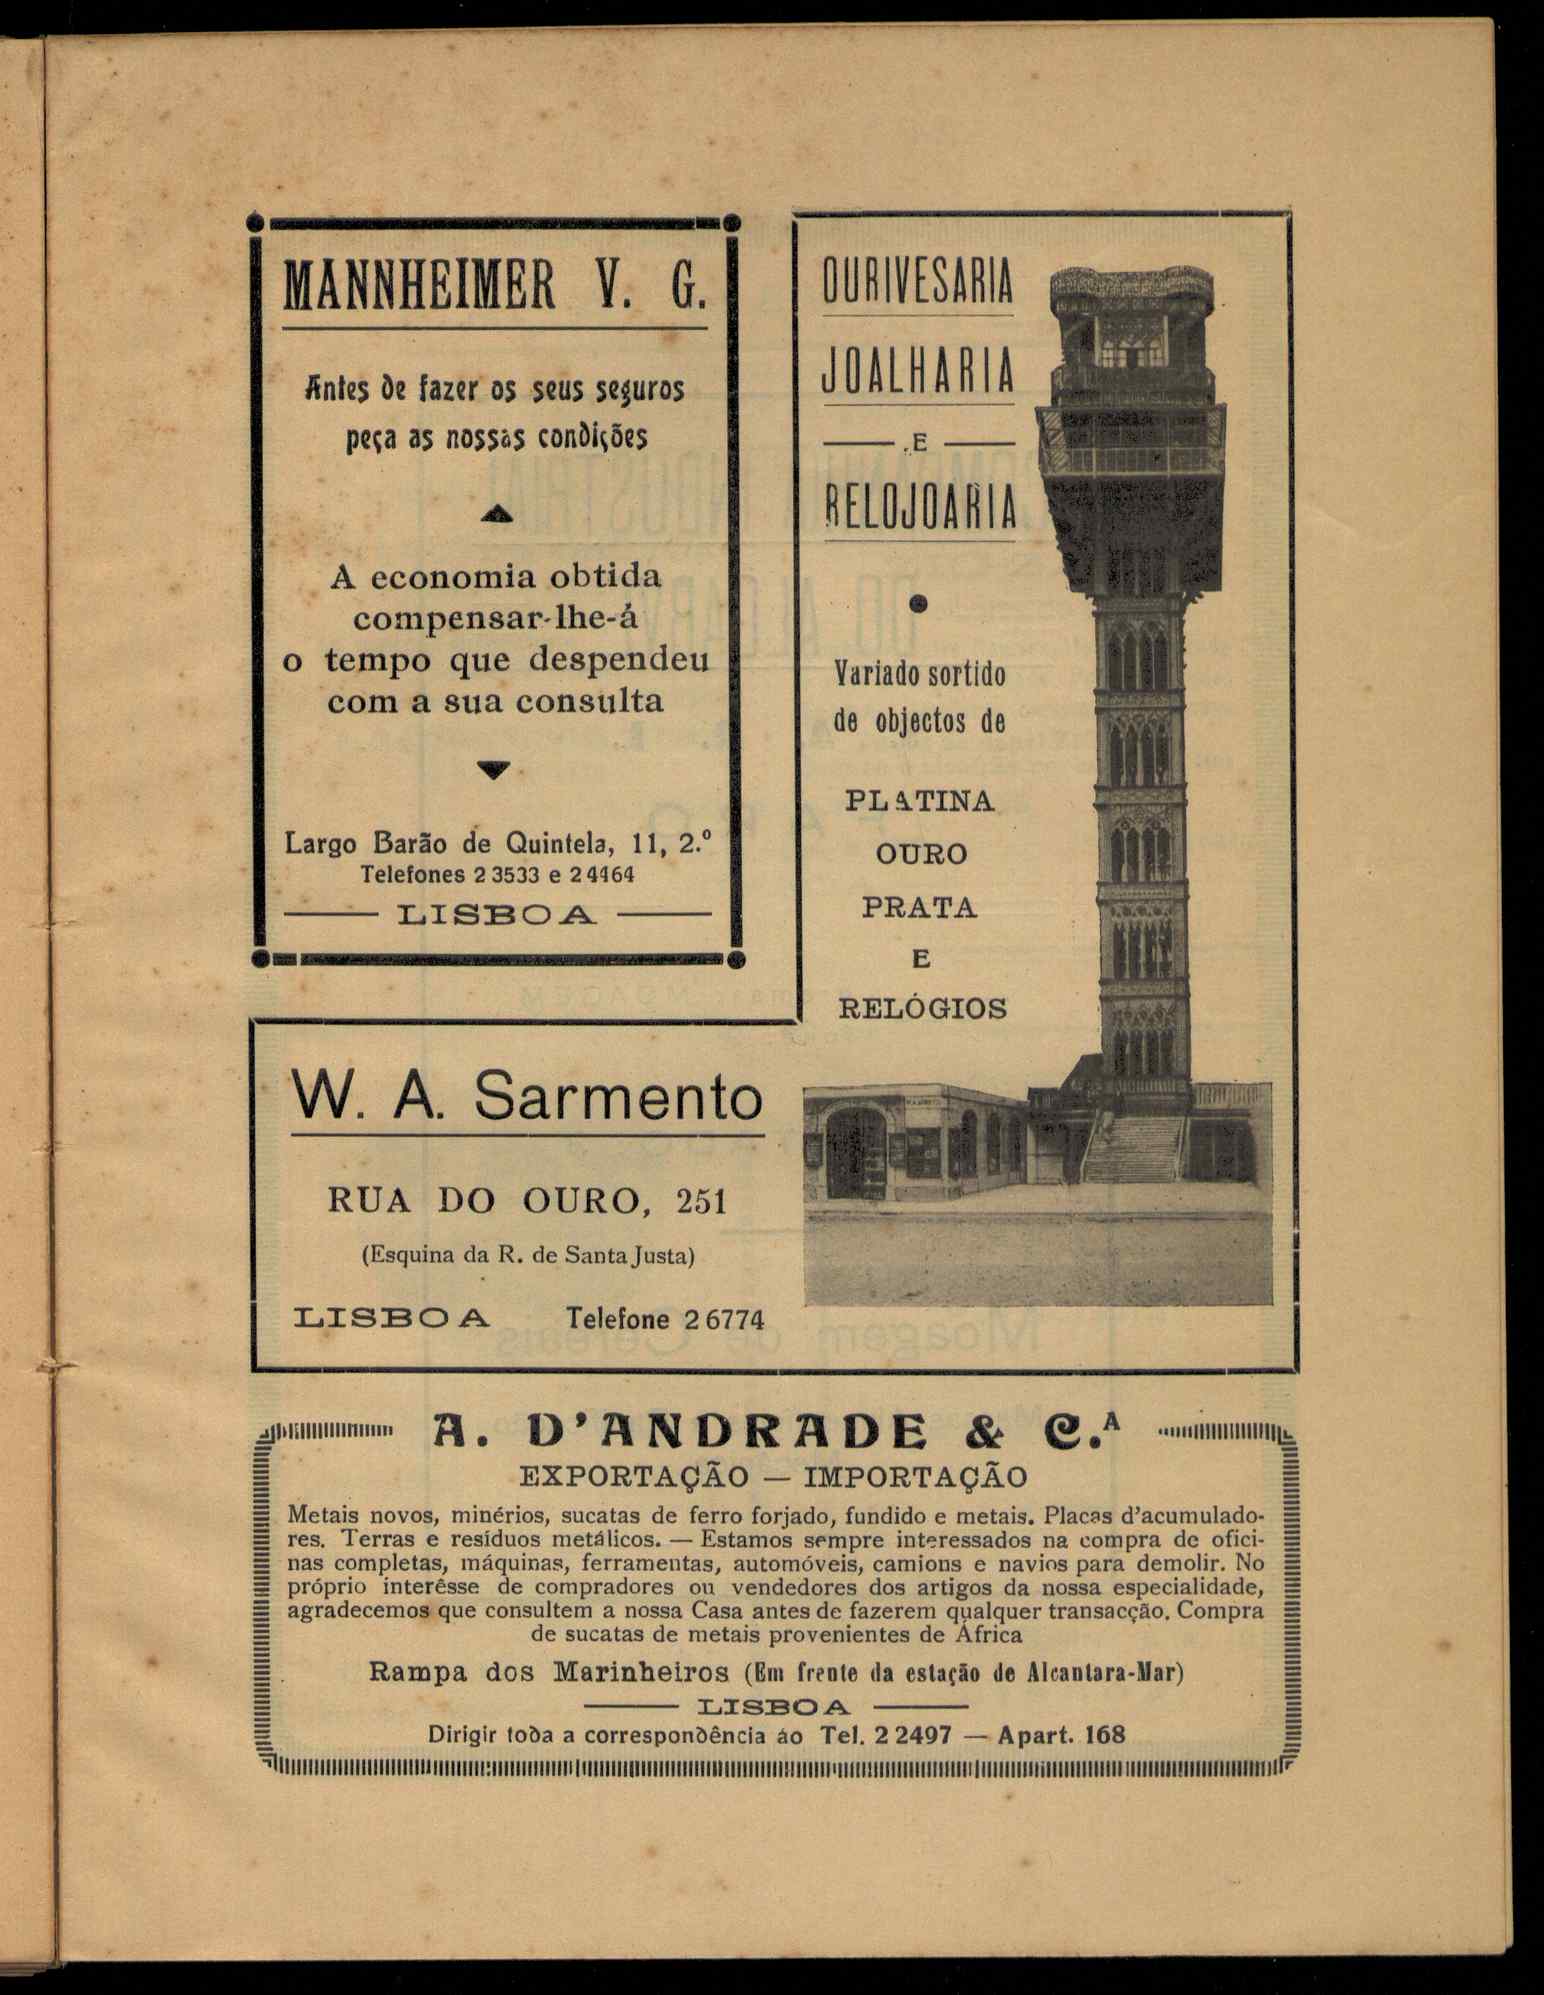 MANNHEIMER V. G.
Antes de fazer os seus seguros
peça as nossas condições
A economia obtida
compensar-lhe-á
o tempo que despendeu
com a sua consulta
Largo Barão de Quintela, 11, 2.º
Telefones 2 3533 e 2 4464
LISBOA
OURIVESARIA
JOALHARIA
E
RELOJOARIA
Variado sortido
de objectos de
PLATINA
OURO
PRATA
E
RELÓGIOS
W. A. Sarmento
RUA DO OURO, 251
(Esquina da R. de Santa Justa)
LISBOA Telefone 2 6774
A. D'ANDRADE & C.ᴬ
EXPORTAÇÃO — IMPORTAÇÃO
Metais novos, minérios, sucatas de ferro forjado, fundido e metais. Placas d'acumulado-
res. Terras e resíduos metálicos. — Estamos sempre interessados na compra de ofici-
nas completas, máquinas, ferramentas, automóveis, camions e navios para demolir. No
próprio interêsse de compradores ou vendedores dos artigos da nossa especialidade,
agradecemos que consultem a nossa Casa antes de fazerem qualquer transacção. Compra
de sucatas de metais provenientes de África
Rampa dos Marinheiros (Em frente da estação de Alcantara-Mar)
LISBOA
Dirigir toda a correspondência ao Tel. 2 2497 — Apart. 168